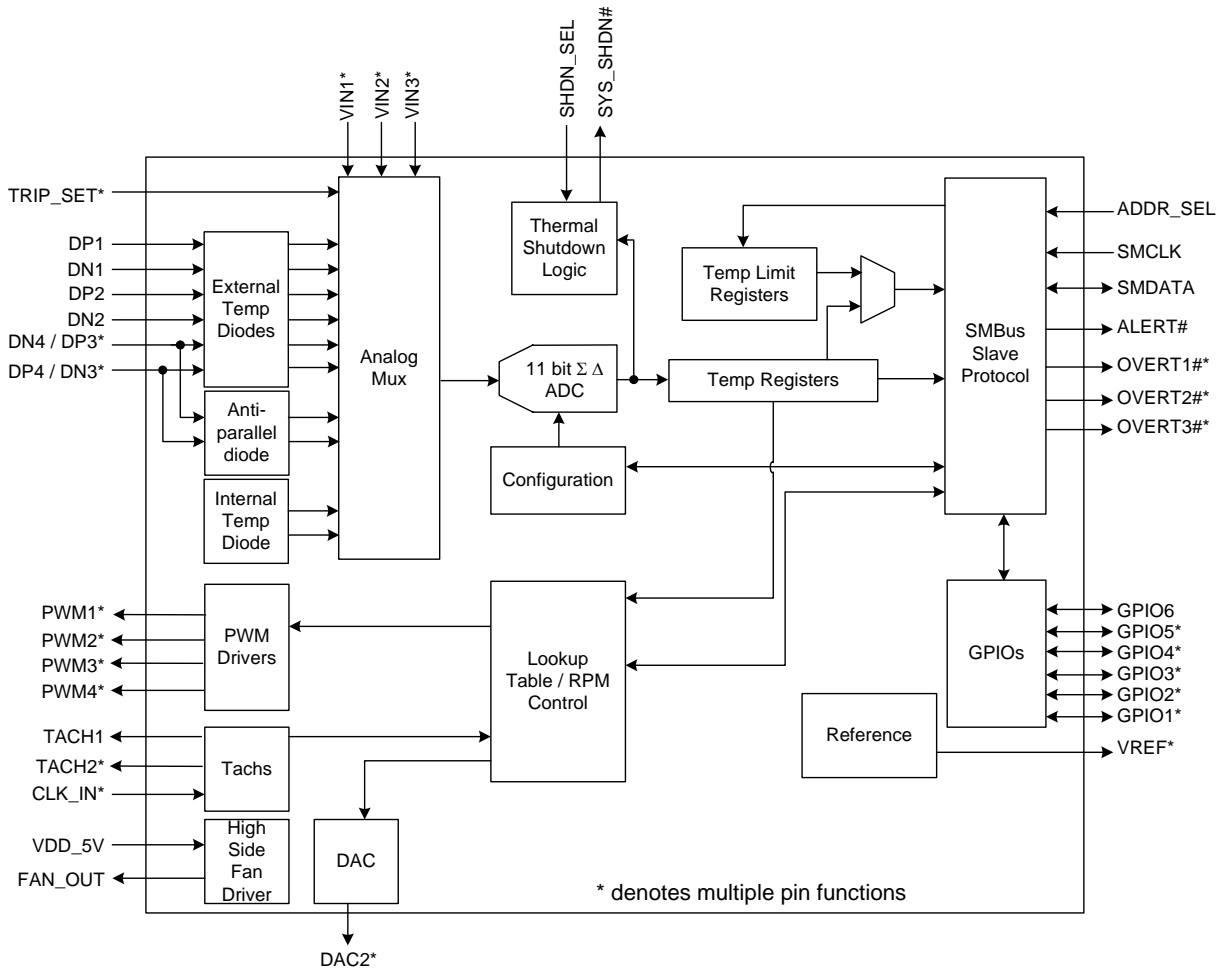 SHDN_SEL
SYS_SHDN#
VIN1*
VIN2*
VIN3*
TRIP_SET*
DP1
DN1
DP2
DN2
DN4 / DP3*
DP4 / DN3*
External
Temp
Diodes
Anti-
parallel
diode
Internal
Temp
Diode
Analog
Mux
Thermal
Shutdown
Logic
11 bit Σ Δ
ADC
Configuration
Temp Limit
Registers
Temp Registers
SMBus
Slave
Protocol
ADDR_SEL
SMCLK
SMDATA
ALERT#
OVERT1#*
OVERT2#*
OVERT3#*
PWM1*
PWM2*
PWM3*
PWM4*
PWM
Drivers
Lookup
Table / RPM
Control
GPIOs
GPIO6
GPIO5*
GPIO4*
GPIO3*
GPIO2*
GPIO1*
Reference
VREF*
TACH1
TACH2*
CLK_IN*
Tachs
VDD_5V
FAN_OUT
High
Side
Fan
Driver
DAC
* denotes multiple pin functions
DAC2*